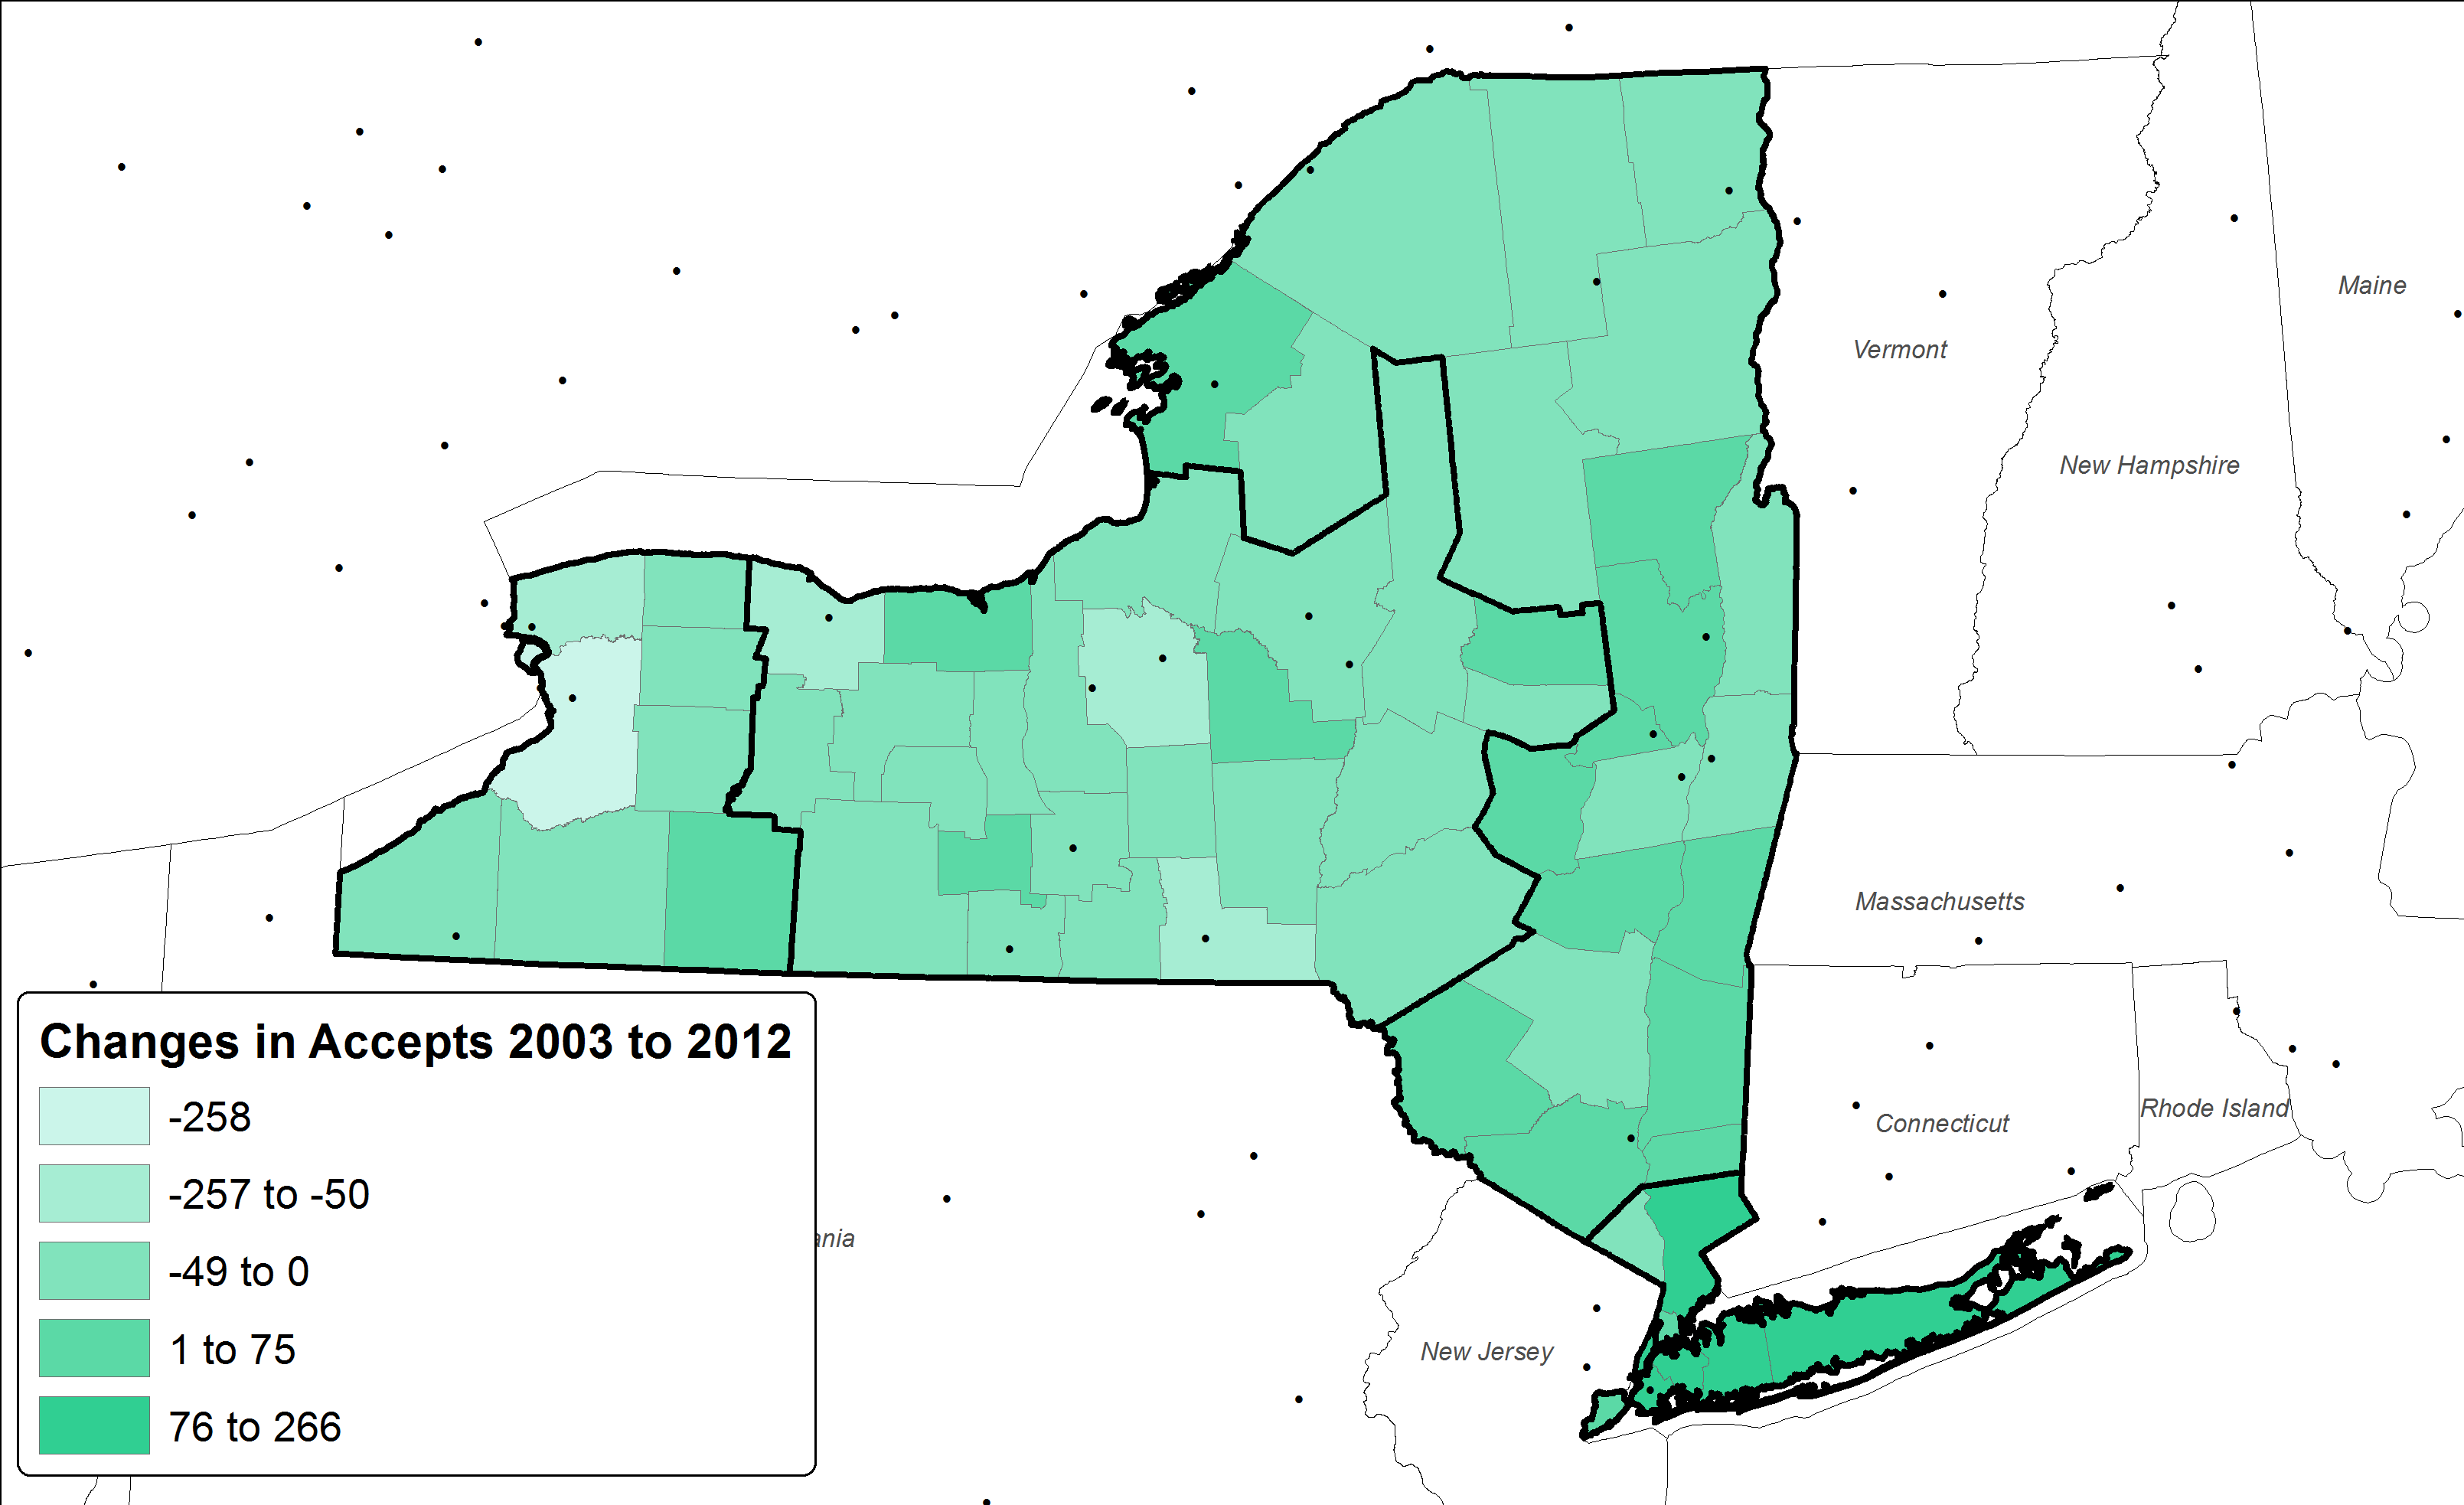 Maine
Vermont
New Hampshire
Massachusetts
Changes in Accepts 2003 to 2012
-258
-257 to -50
-49 to 0
1 to 75
76 to 266
Rhode Island
Connecticut
ania
New Jersey